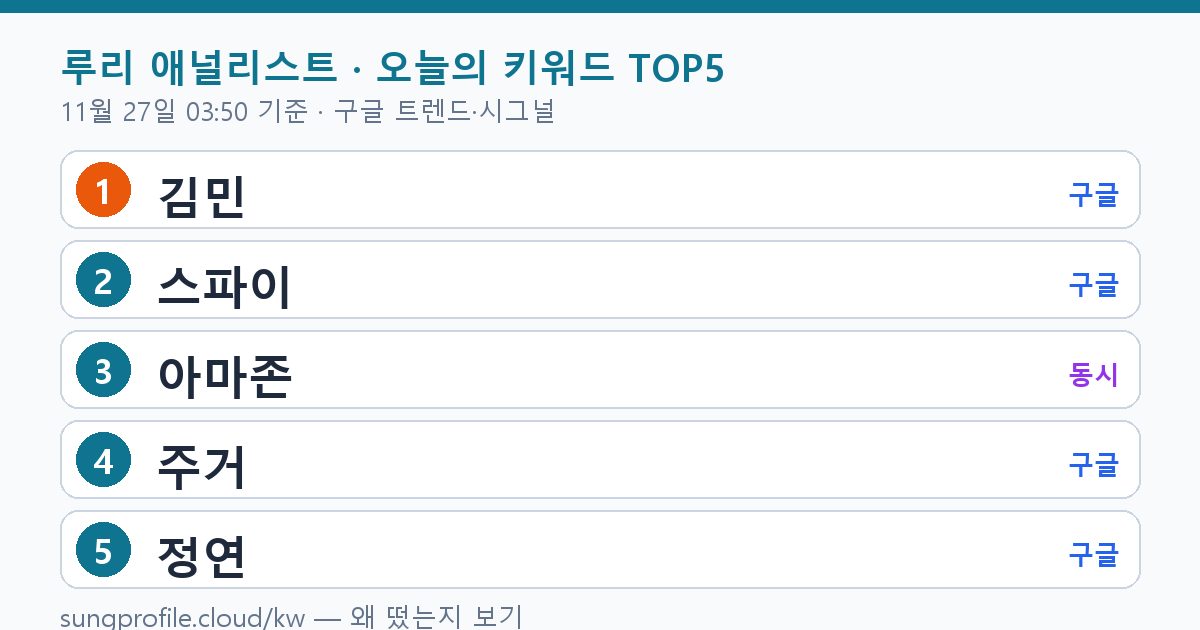 루리 애널리스트 · 오늘의 키워드 TOP5
11월 27일 03:50 기준 · 구글 트렌드·시그널
1 김민 구글
2 스파이 구글
3 아마존 동시
4 주거 구글
5 정연 구글
sungprofile.cloud/kw — 왜 떴는지 보기